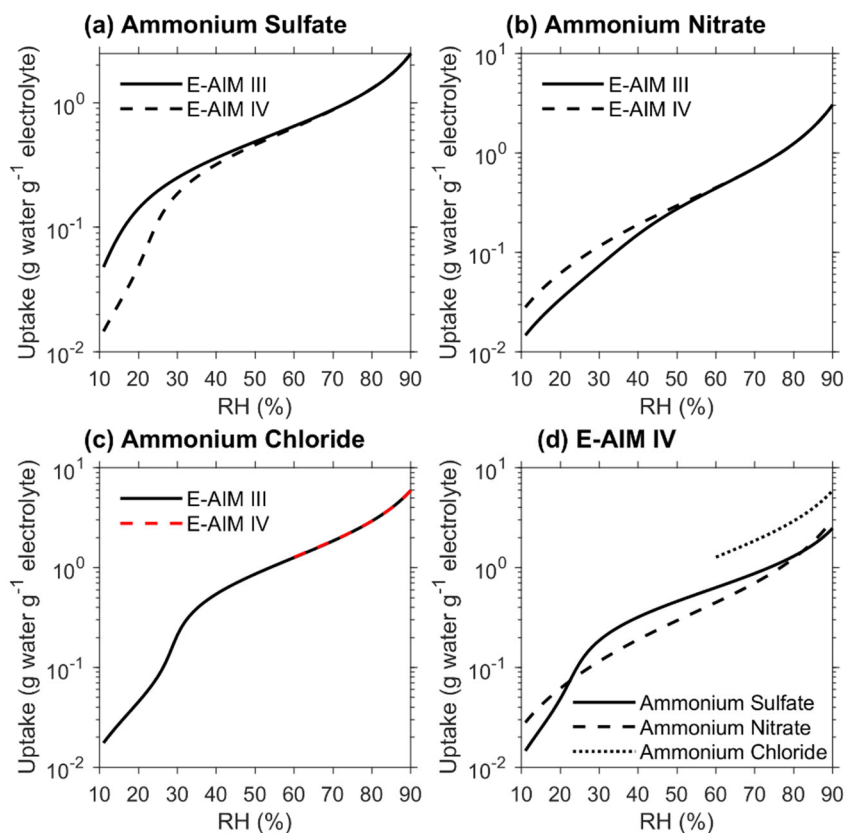 (a) Ammonium Sulfate
E-AIM III
E-AIM IV
10^0
10^-1
10^-2
Uptake (g water g^-1 electrolyte)
10 20 30 40 50 60 70 80 90
RH (%)
(b) Ammonium Nitrate
E-AIM III
E-AIM IV
10^1
10^0
10^-1
10^-2
Uptake (g water g^-1 electrolyte)
10 20 30 40 50 60 70 80 90
RH (%)
(c) Ammonium Chloride
E-AIM III
E-AIM IV
10^1
10^0
10^-1
10^-2
Uptake (g water g^-1 electrolyte)
10 20 30 40 50 60 70 80 90
RH (%)
(d) E-AIM IV
10^1
10^0
10^-1
10^-2
Uptake (g water g^-1 electrolyte)
Ammonium Sulfate
Ammonium Nitrate
Ammonium Chloride
10 20 30 40 50 60 70 80 90
RH (%)